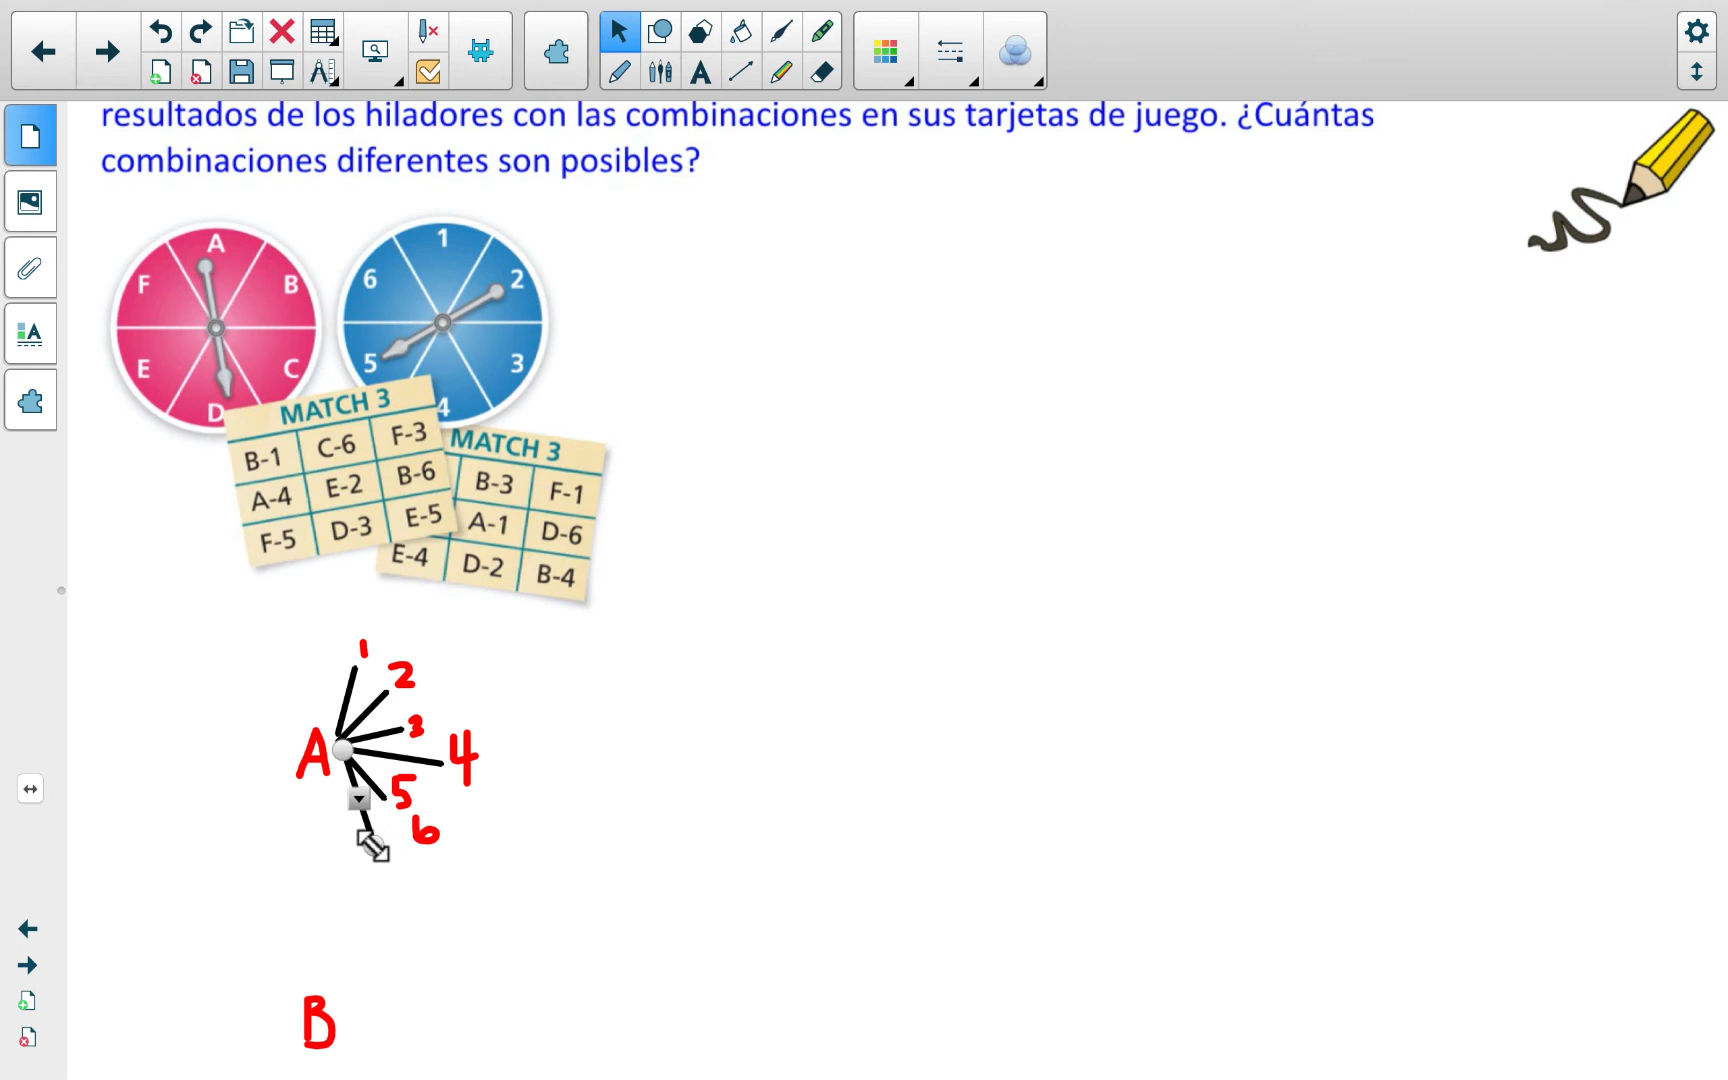 resultados de los hiladores con las combinaciones en sus tarjetas de juego. ¿Cuántas
combinaciones diferentes son posibles?
A
B
C
D
E
F
1
2
3
4
5
6
MATCH 3
B-1 C-6 F-3
A-4 E-2 B-6
F-5 D-3 E-5
MATCH 3
B-3 F-1
A-1 D-6
E-4 D-2 B-4
1
2
3
A
4
5
6
B